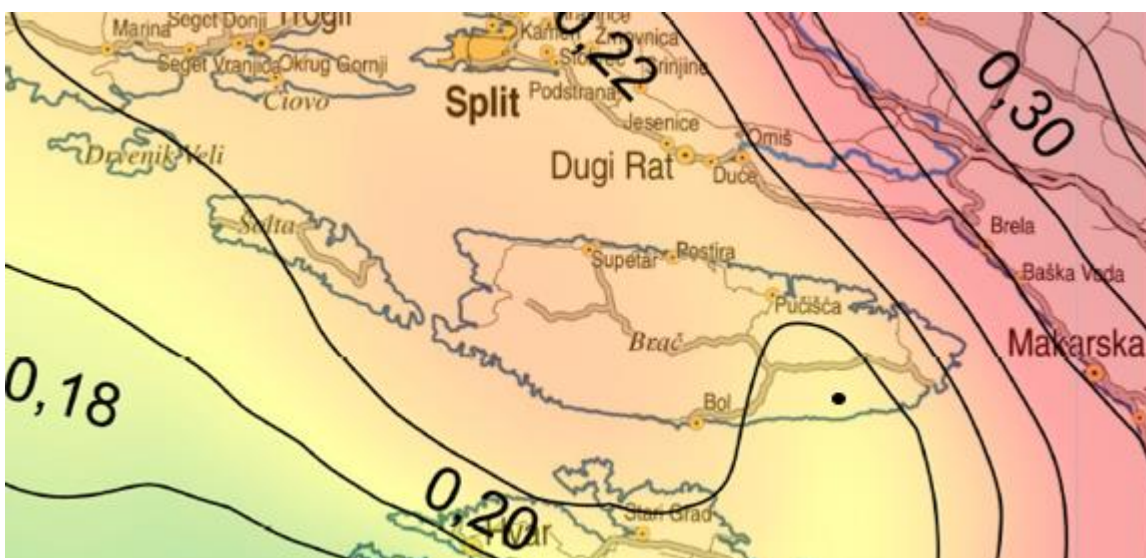 Marina
Seget Donji
Trogir
Seget Vranjica
Okrug Gornji
Čiovo
Drvenik Veli
Split
Kamen
Žrnovnica
Podstrana
Jesenice
Omiš
Dugi Rat
Duće
0,22
0,30
Brela
Baška Voda
Makarska
Šolta
Supetar
Postira
Pučišća
Brač
Bol
0,18
0,20
Hvar
Stari Grad